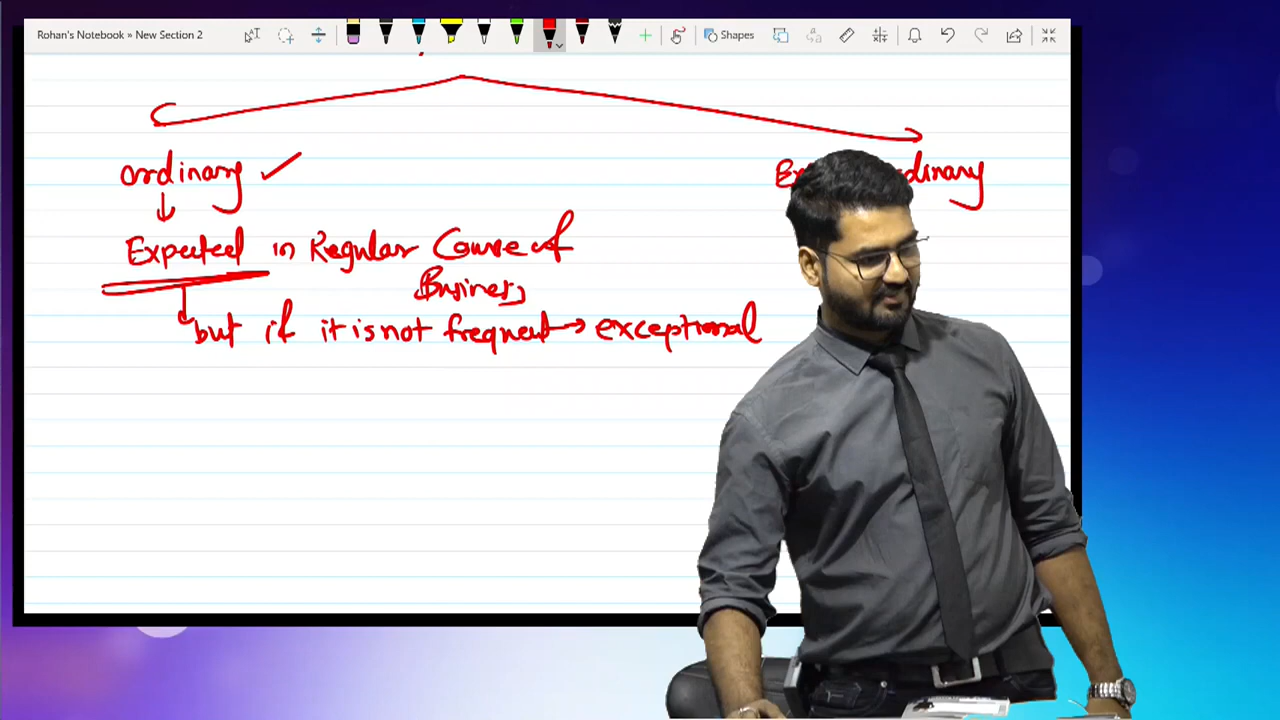 Rohan's Notebook » New Section 2
Shapes
ordinary
Expected in Regular Course of
Business
but if it is not frequent → exceptional